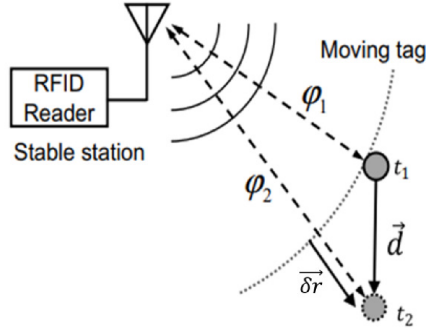 RFID
Reader
Stable station
Moving tag
φ₁
φ₂
t₁
d⃗
δr⃗
t₂